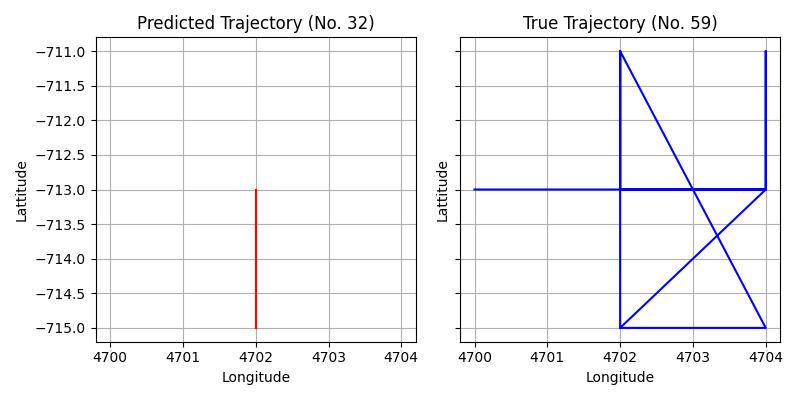 Predicted Trajectory (No. 32)
−711.0
−711.5
−712.0
−712.5
−713.0
−713.5
−714.0
−714.5
−715.0
Lattitude
4700 4701 4702 4703 4704
Longitude
True Trajectory (No. 59)
Lattitude
4700 4701 4702 4703 4704
Longitude